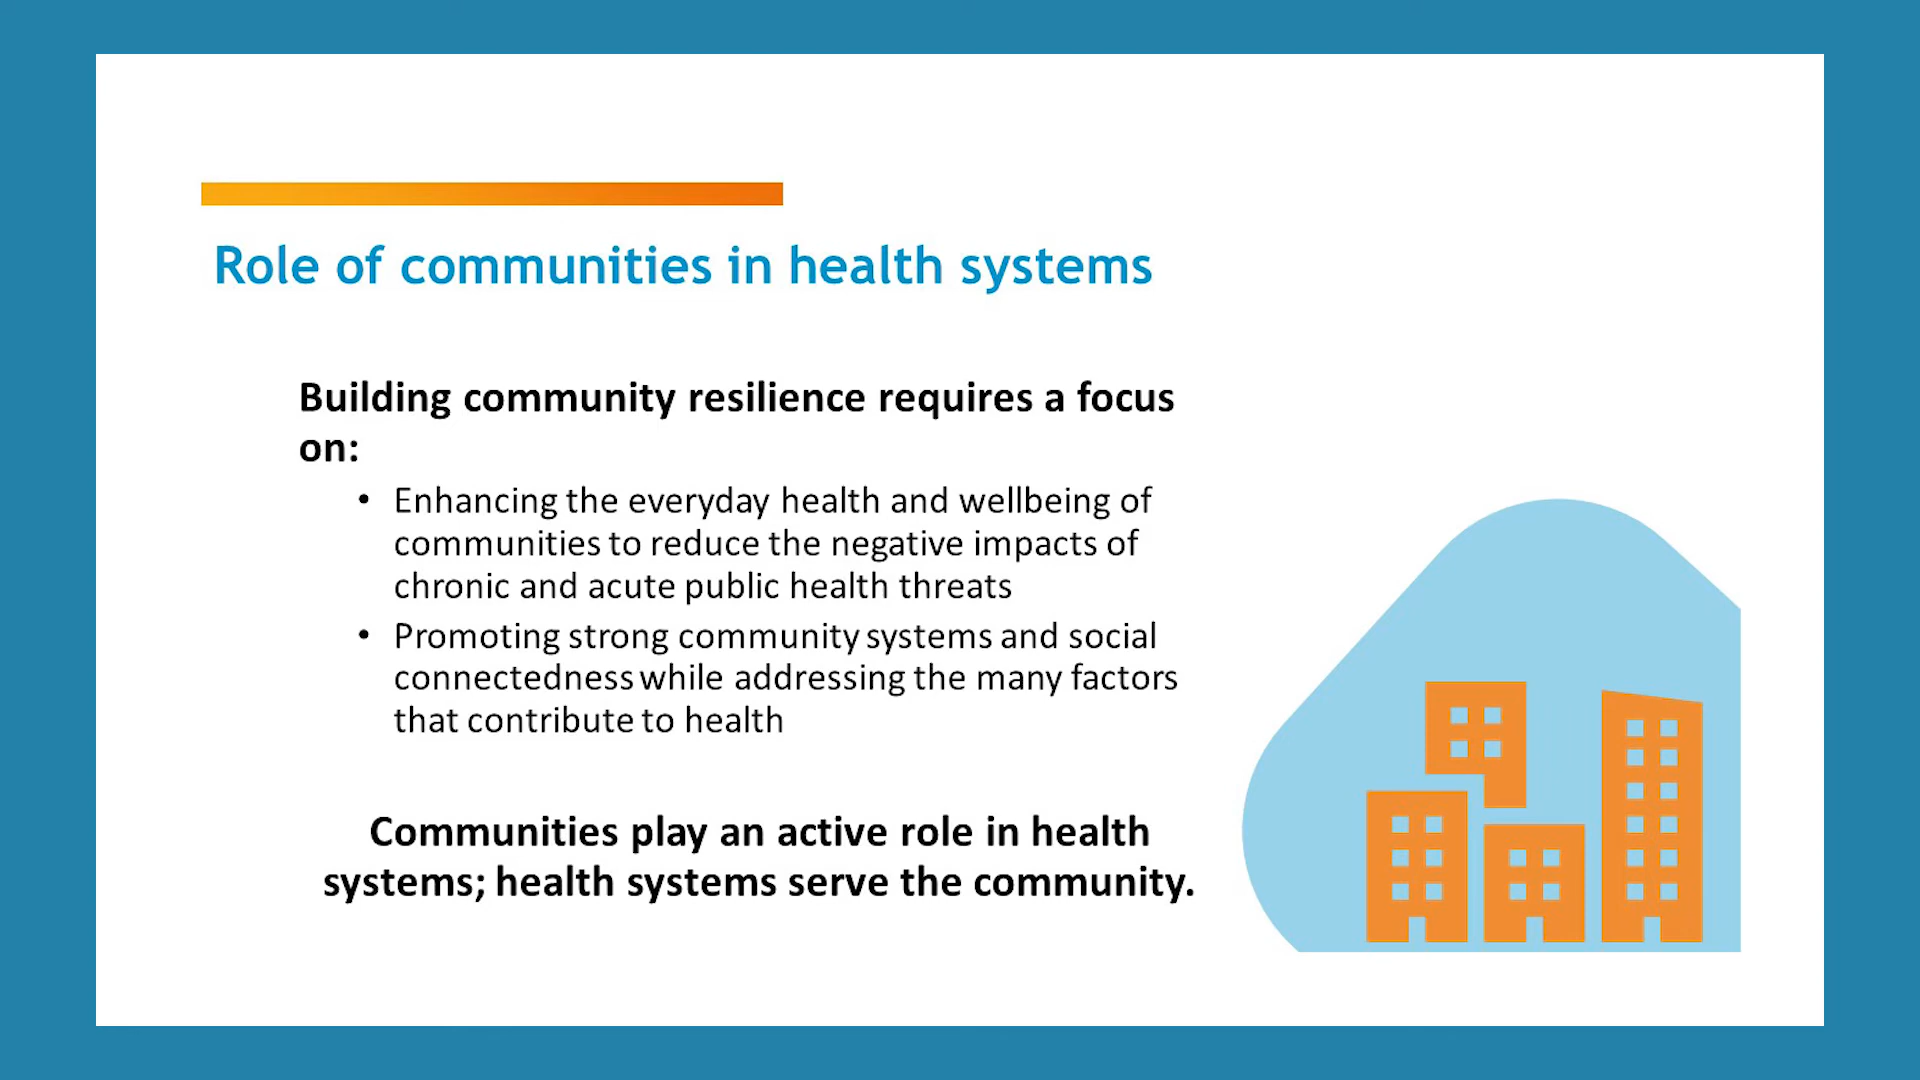 Role of communities in health systems
Building community resilience requires a focus
on:
• Enhancing the everyday health and wellbeing of
communities to reduce the negative impacts of
chronic and acute public health threats
• Promoting strong community systems and social
connectedness while addressing the many factors
that contribute to health
Communities play an active role in health
systems; health systems serve the community.